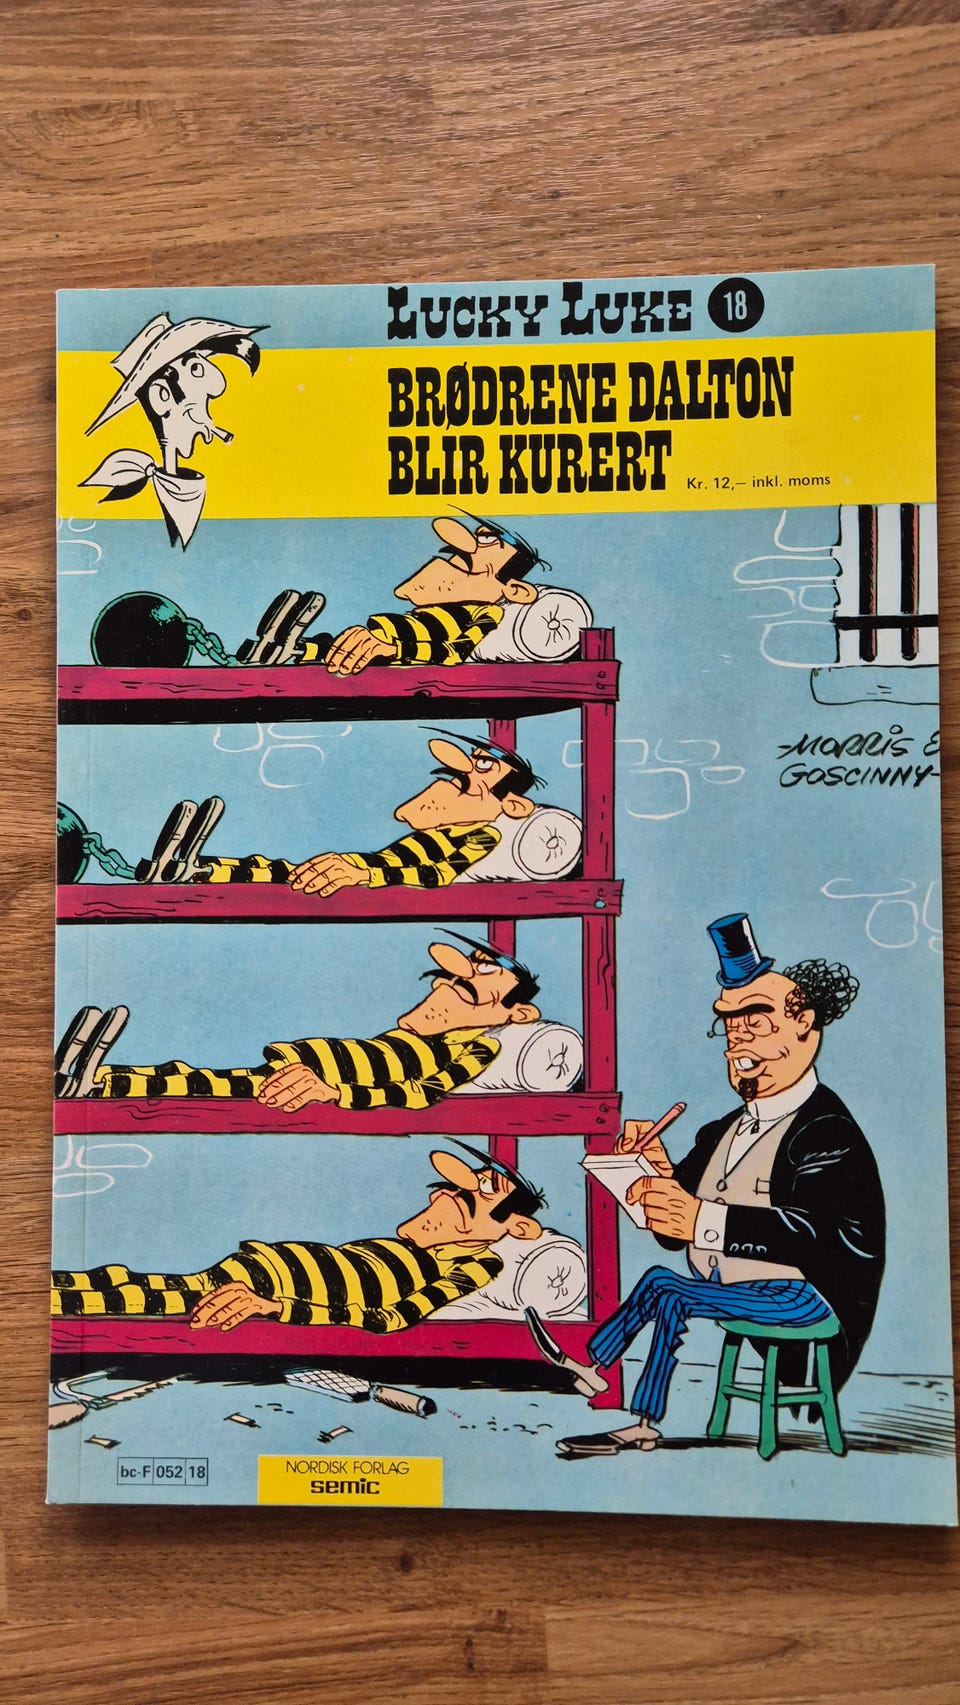 LUCKY LUKE 18
BRØDRENE DALTON
BLIR KURERT
Kr. 12,– inkl. moms
-MORRIS &
GOSCINNY-
bc-F 052 18
NORDISK FORLAG
semic